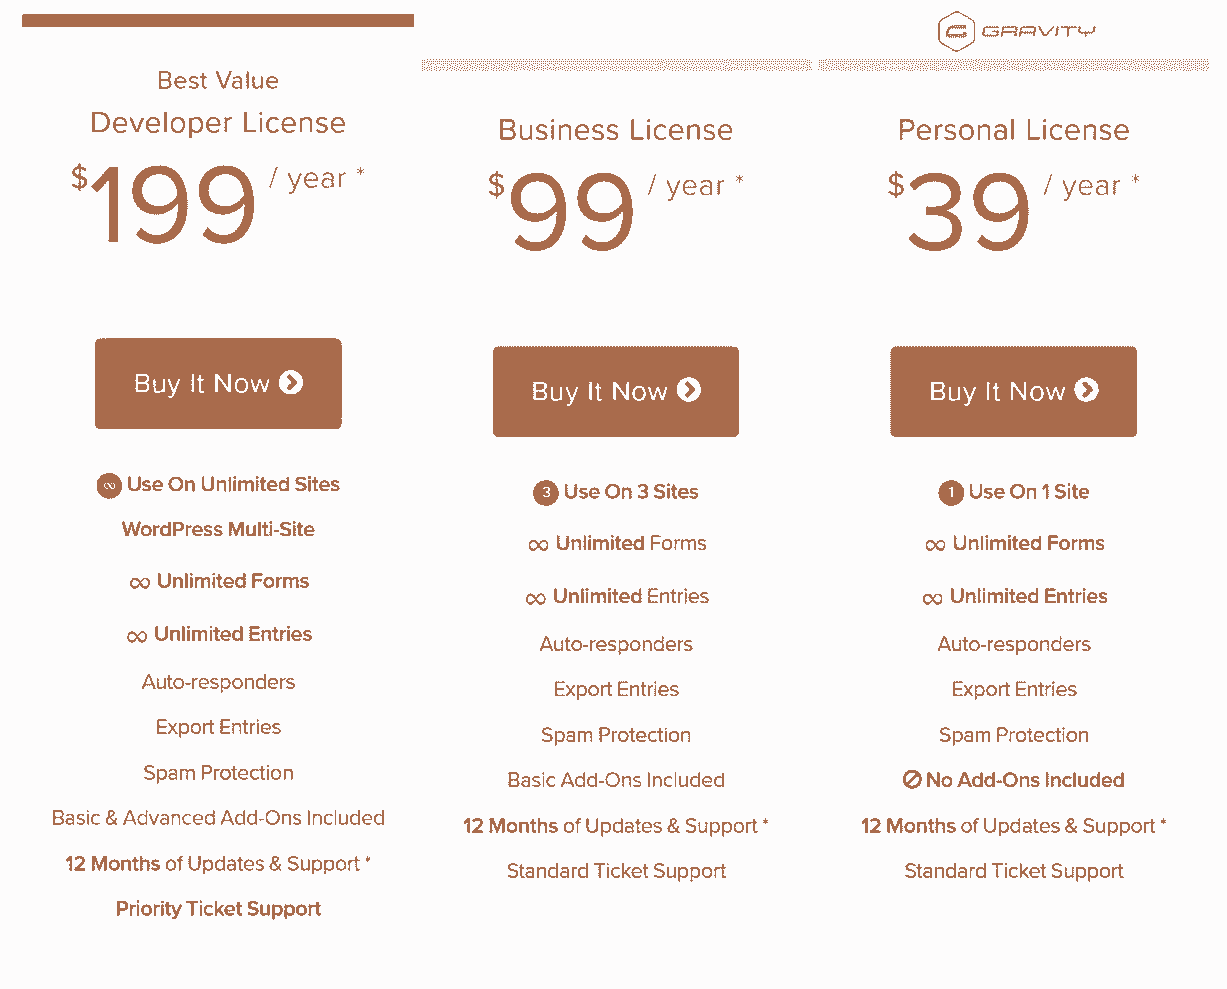 GRAVITY
Best Value
Developer License
$199 / year *
Buy It Now
∞ Use On Unlimited Sites
WordPress Multi-Site
∞ Unlimited Forms
∞ Unlimited Entries
Auto-responders
Export Entries
Spam Protection
Basic & Advanced Add-Ons Included
12 Months of Updates & Support *
Priority Ticket Support
Business License
$99 / year *
Buy It Now
3 Use On 3 Sites
∞ Unlimited Forms
∞ Unlimited Entries
Auto-responders
Export Entries
Spam Protection
Basic Add-Ons Included
12 Months of Updates & Support *
Standard Ticket Support
Personal License
$39 / year *
Buy It Now
1 Use On 1 Site
∞ Unlimited Forms
∞ Unlimited Entries
Auto-responders
Export Entries
Spam Protection
No Add-Ons Included
12 Months of Updates & Support *
Standard Ticket Support